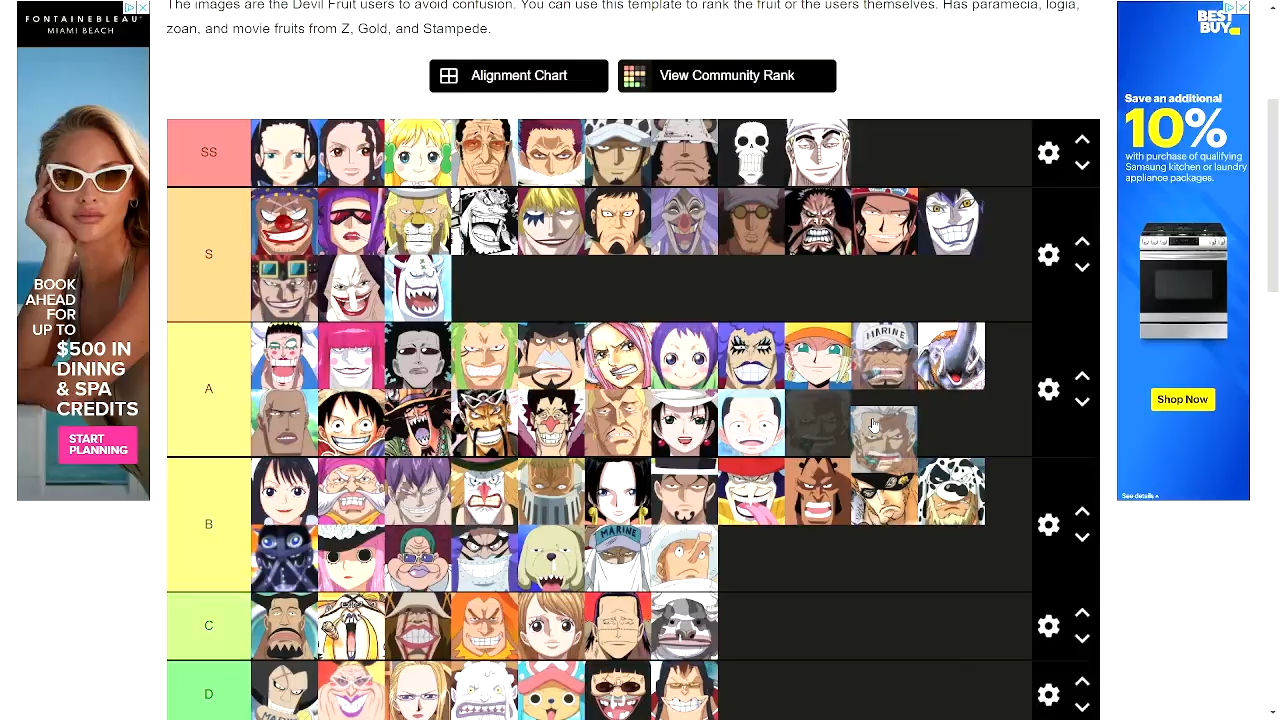 The images are the Devil Fruit users to avoid confusion. You can use this template to rank the fruit or the users themselves. Has paramecia, logia,
zoan, and movie fruits from Z, Gold, and Stampede.
FONTAINEBLEAU
MIAMI BEACH
BOOK
AHEAD
FOR
UP TO
$500 IN
DINING
& SPA
CREDITS
START
PLANNING
Alignment Chart
View Community Rank
SS
S
A
MARINE
B
MARINE
C
D
BEST
BUY
Save an additional
10%
with purchase of qualifying
Samsung kitchen or laundry
appliance packages.
Shop Now
See details